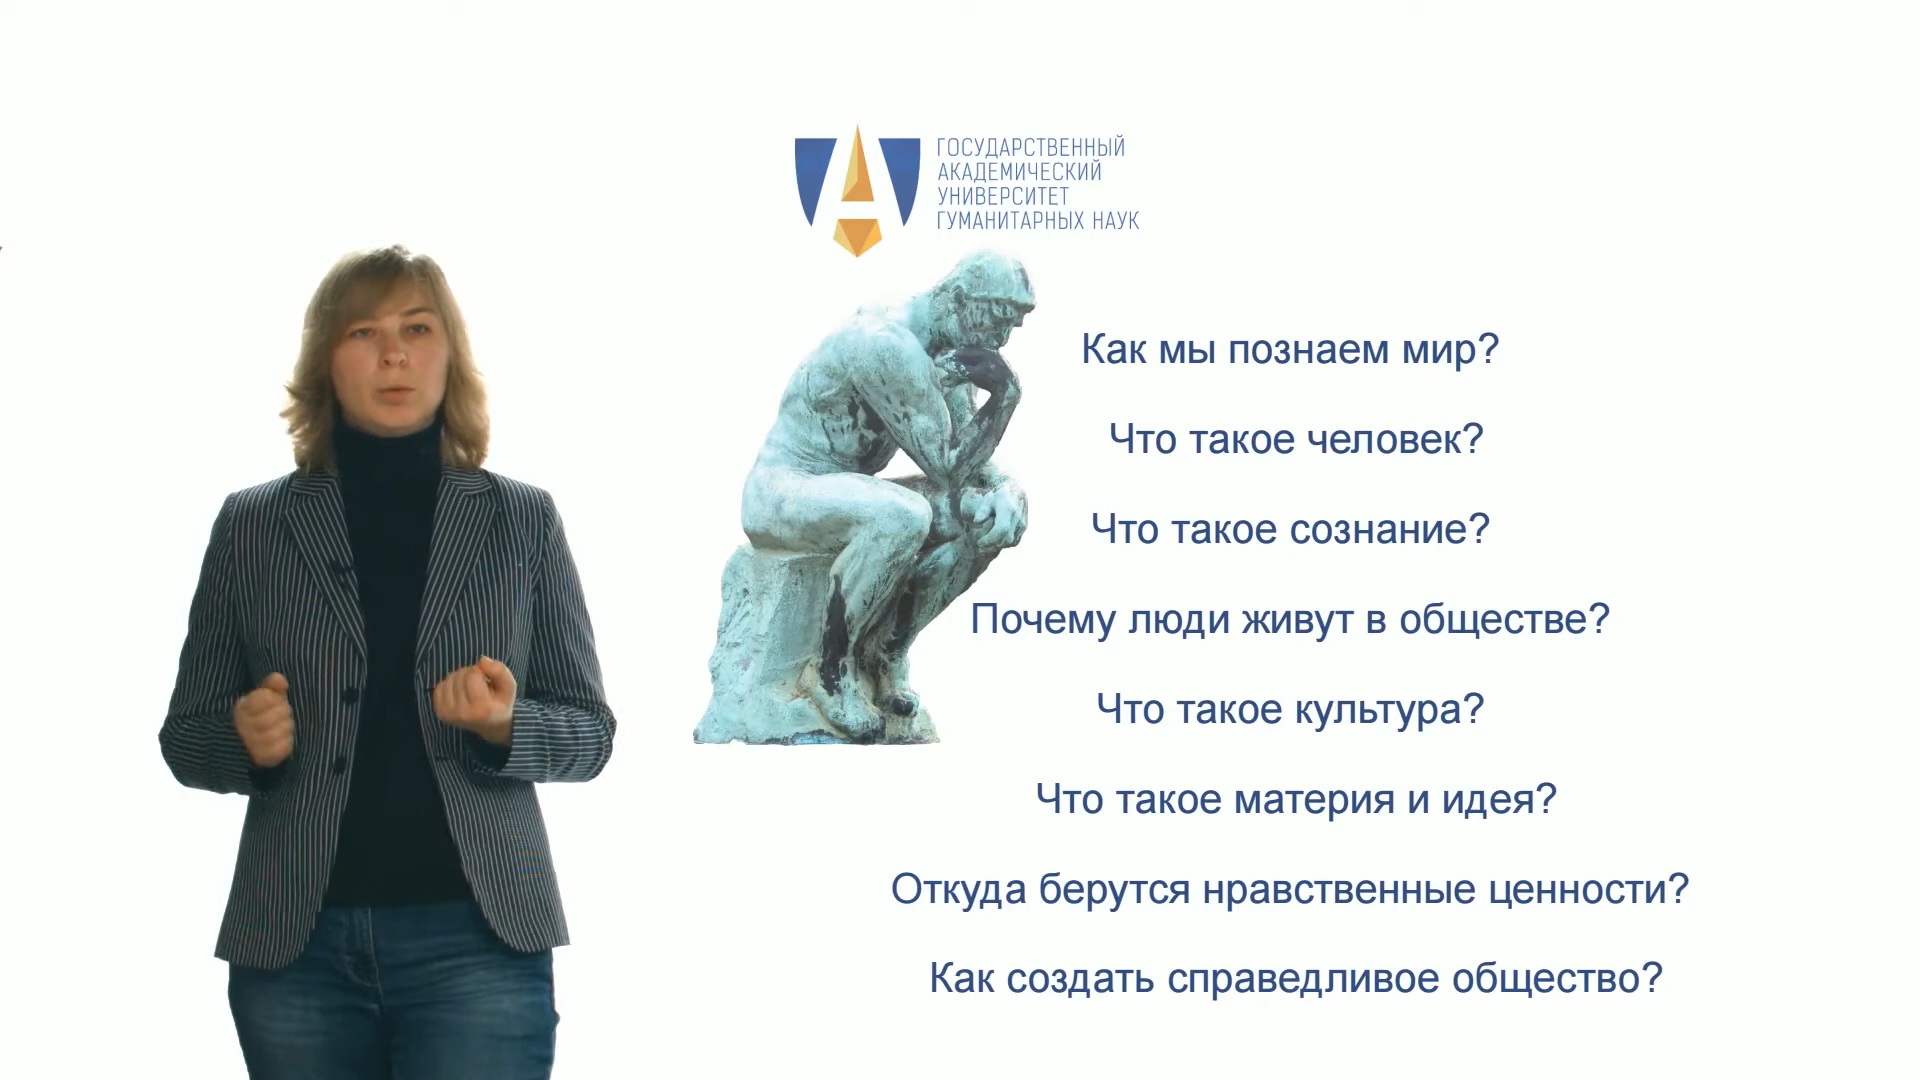 ГОСУДАРСТВЕННЫЙ
АКАДЕМИЧЕСКИЙ
УНИВЕРСИТЕТ
ГУМАНИТАРНЫХ НАУК
Как мы познаем мир?
Что такое человек?
Что такое сознание?
Почему люди живут в обществе?
Что такое культура?
Что такое материя и идея?
Откуда берутся нравственные ценности?
Как создать справедливое общество?